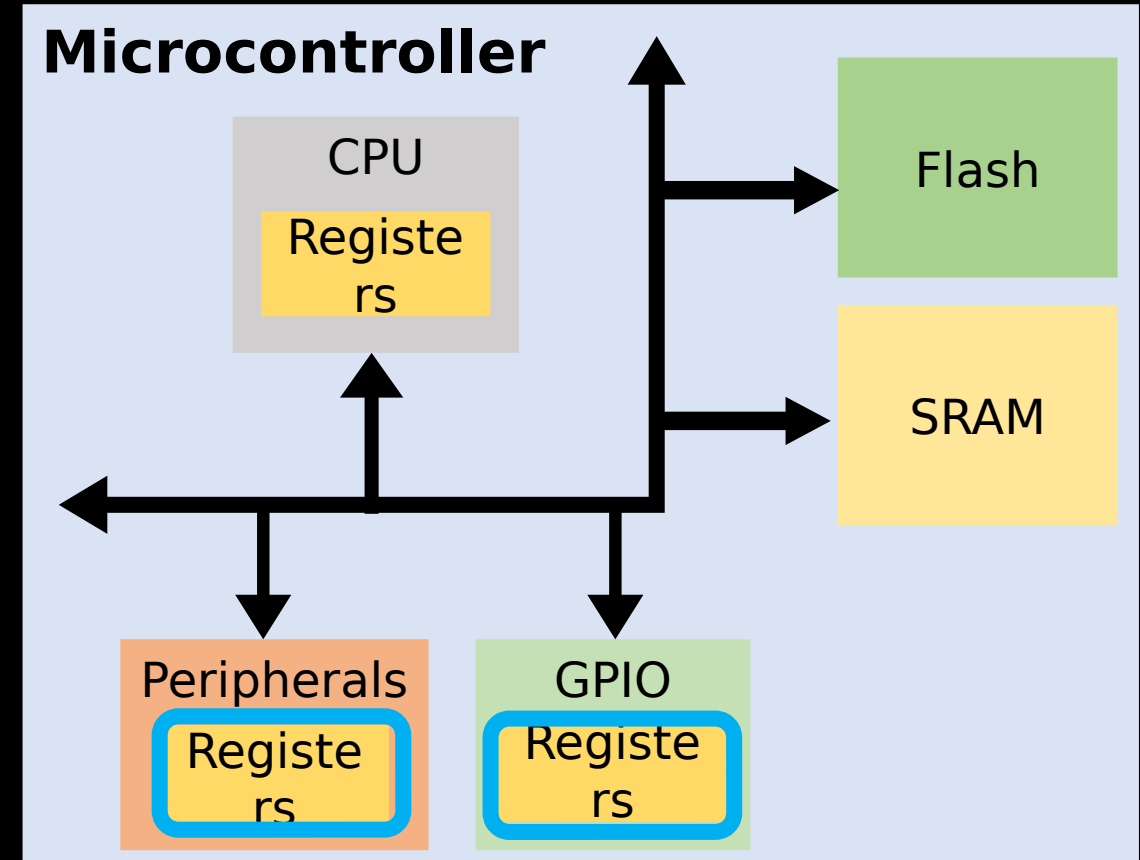 Microcontroller
CPU
Registe
rs
Flash
SRAM
Peripherals
Registe
rs
GPIO
Registe
rs